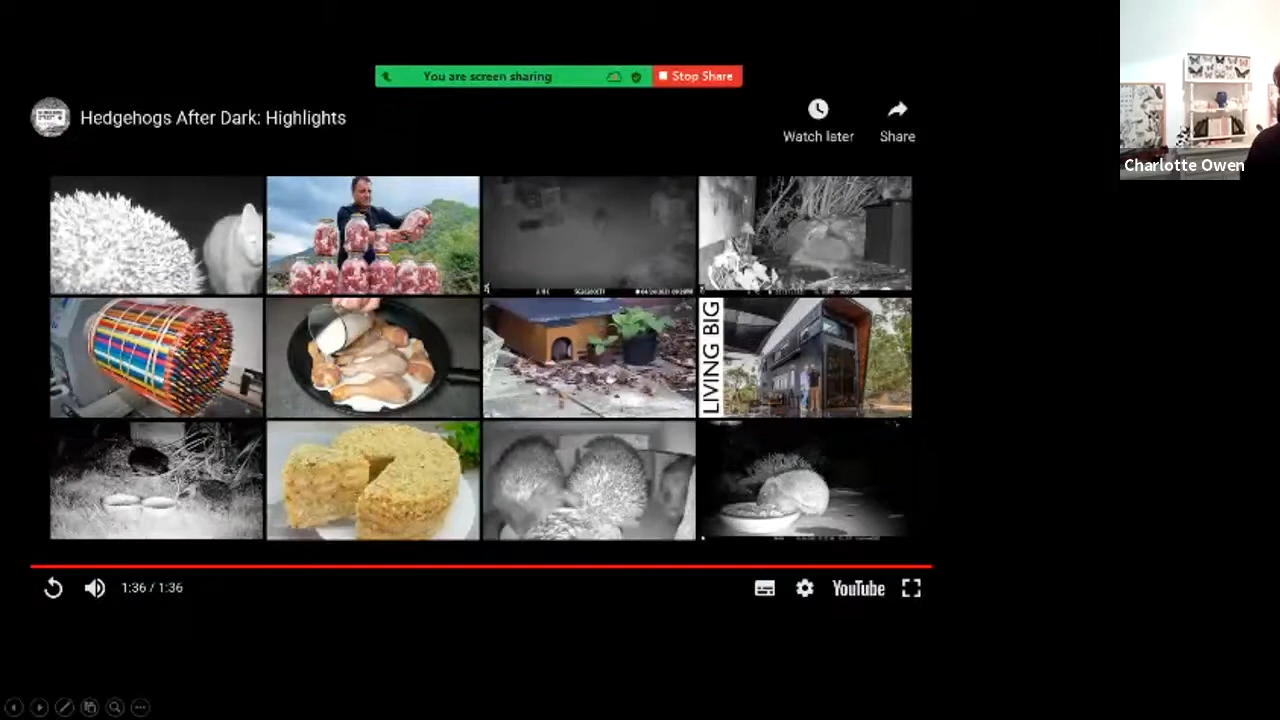 You are screen sharing
Stop Share
Hedgehogs After Dark: Highlights
Watch later
Share
Charlotte Owen
LIVING BIG
1:36 / 1:36
YouTube